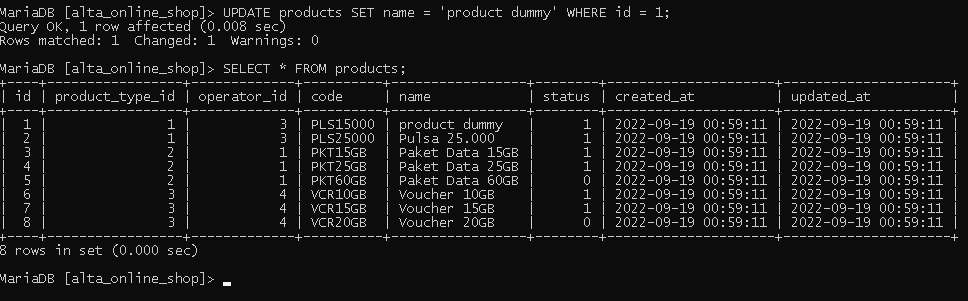 MariaDB [alta_online_shop]> UPDATE products SET name = 'product dummy' WHERE id = 1;
Query OK, 1 row affected (0.008 sec)
Rows matched: 1  Changed: 1  Warnings: 0
MariaDB [alta_online_shop]> SELECT * FROM products;
+----+-----------------+-------------+----------+-----------------+--------+---------------------+---------------------+
| id | product_type_id | operator_id | code     | name            | status | created_at          | updated_at          |
+----+-----------------+-------------+----------+-----------------+--------+---------------------+---------------------+
|  1 |               1 |           3 | PLS15000 | product dummy   |      1 | 2022-09-19 00:59:11 | 2022-09-19 00:59:11 |
|  2 |               1 |           3 | PLS25000 | Pulsa 25.000    |      1 | 2022-09-19 00:59:11 | 2022-09-19 00:59:11 |
|  3 |               2 |           1 | PKT15GB  | Paket Data 15GB |      1 | 2022-09-19 00:59:11 | 2022-09-19 00:59:11 |
|  4 |               2 |           1 | PKT25GB  | Paket Data 25GB |      1 | 2022-09-19 00:59:11 | 2022-09-19 00:59:11 |
|  5 |               2 |           1 | PKT60GB  | Paket Data 60GB |      0 | 2022-09-19 00:59:11 | 2022-09-19 00:59:11 |
|  6 |               3 |           4 | VCR10GB  | Voucher 10GB    |      1 | 2022-09-19 00:59:11 | 2022-09-19 00:59:11 |
|  7 |               3 |           4 | VCR15GB  | Voucher 15GB    |      1 | 2022-09-19 00:59:11 | 2022-09-19 00:59:11 |
|  8 |               3 |           4 | VCR20GB  | Voucher 20GB    |      0 | 2022-09-19 00:59:11 | 2022-09-19 00:59:11 |
+----+-----------------+-------------+----------+-----------------+--------+---------------------+---------------------+
8 rows in set (0.000 sec)
MariaDB [alta_online_shop]> _